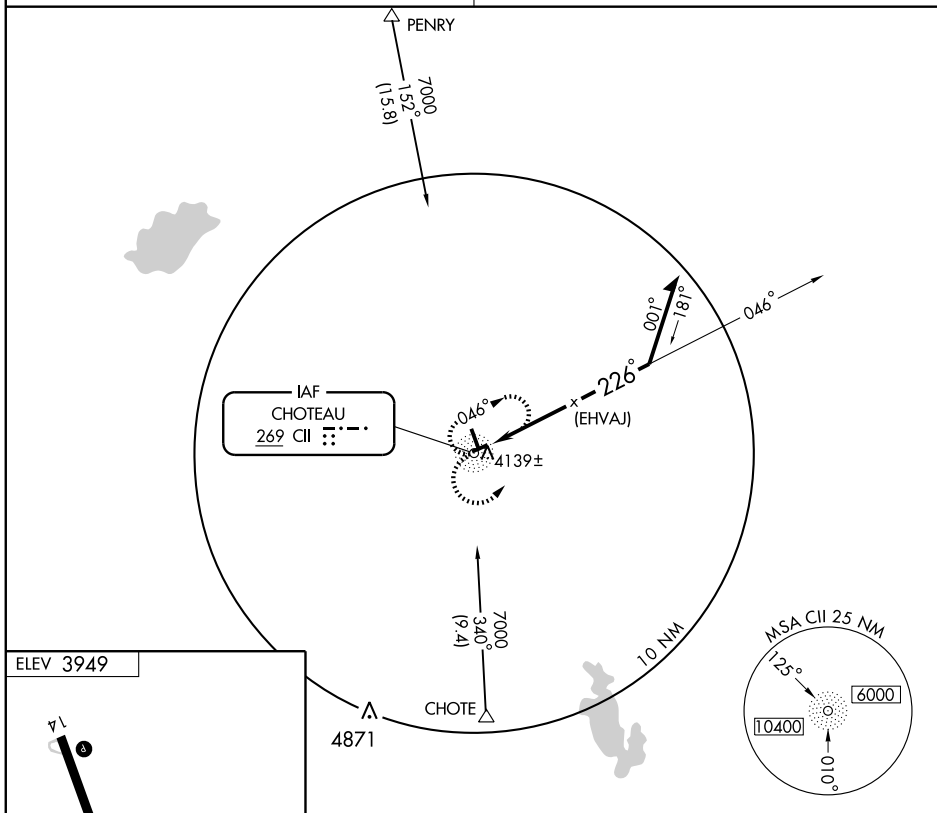 PENRY
7000
152°
(15.8)
001°
181°
046°
226°
x
(EHVAJ)
IAF
CHOTEAU
269 CII
046°
4139±
7000
340°
(9.4)
10 NM
CHOTE
4871
MSA CII 25 NM
125°
6000
10400
010°
ELEV 3949
14
P